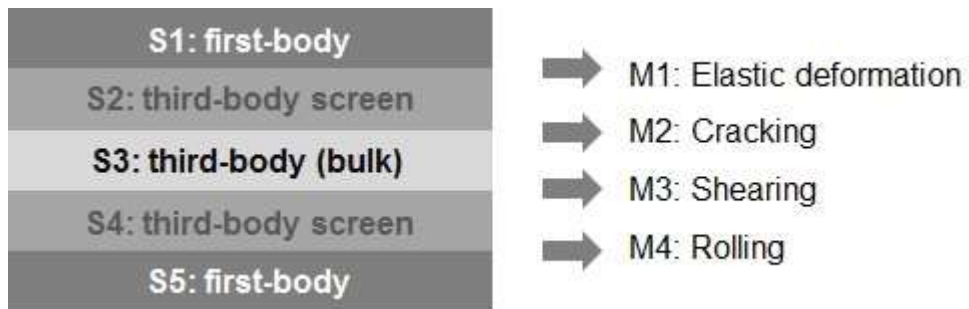 S1: first-body
S2: third-body screen
S3: third-body (bulk)
S4: third-body screen
S5: first-body
M1: Elastic deformation
M2: Cracking
M3: Shearing
M4: Rolling